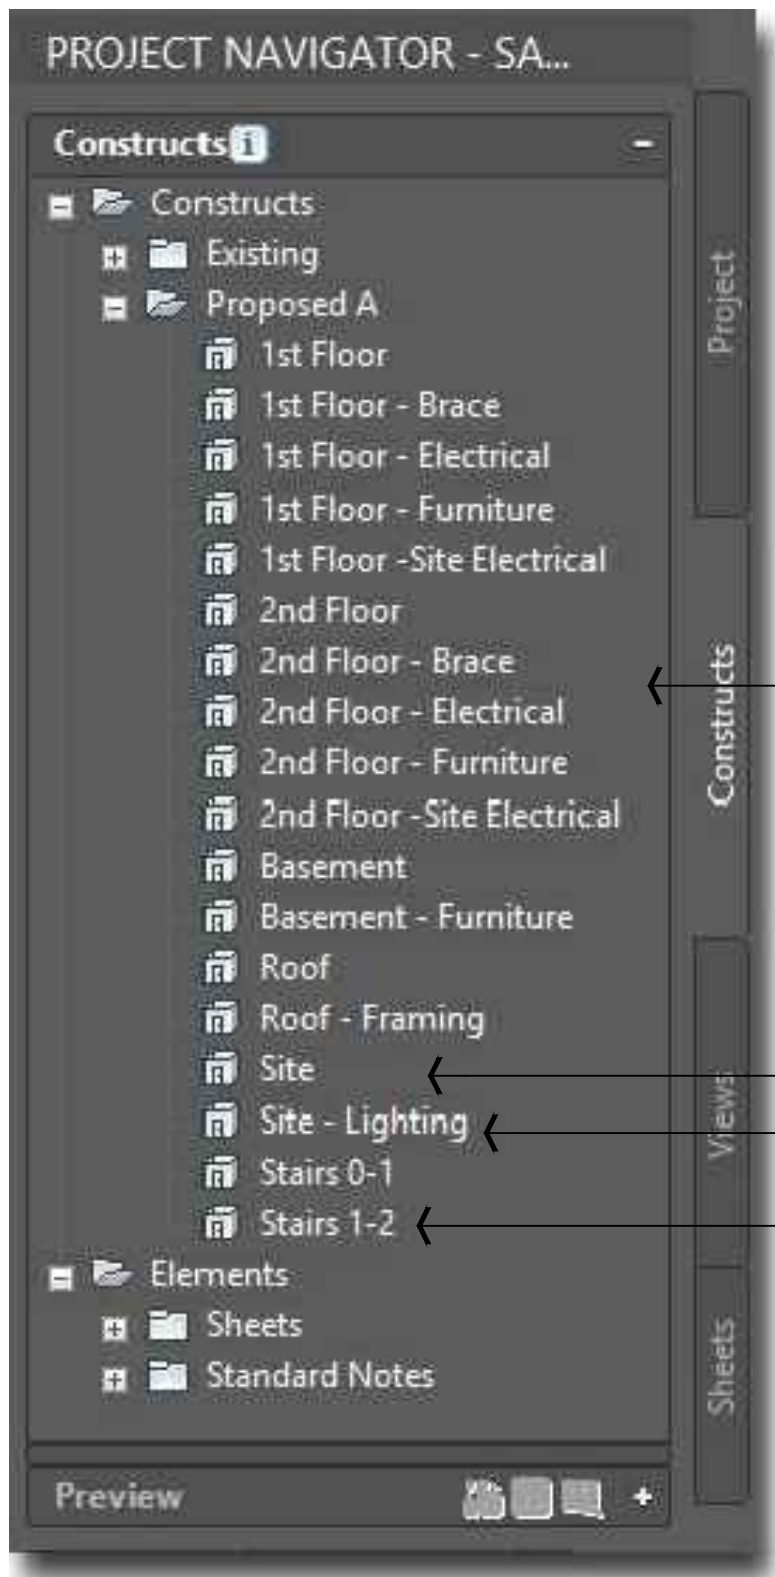 PROJECT NAVIGATOR - SA...
Constructs
Constructs
Existing
Proposed A
1st Floor
1st Floor - Brace
1st Floor - Electrical
1st Floor - Furniture
1st Floor -Site Electrical
2nd Floor
2nd Floor - Brace
2nd Floor - Electrical
2nd Floor - Furniture
2nd Floor -Site Electrical
Basement
Basement - Furniture
Roof
Roof - Framing
Site
Site - Lighting
Stairs 0-1
Stairs 1-2
Elements
Sheets
Standard Notes
Preview
Project
Constructs
Views
Sheets